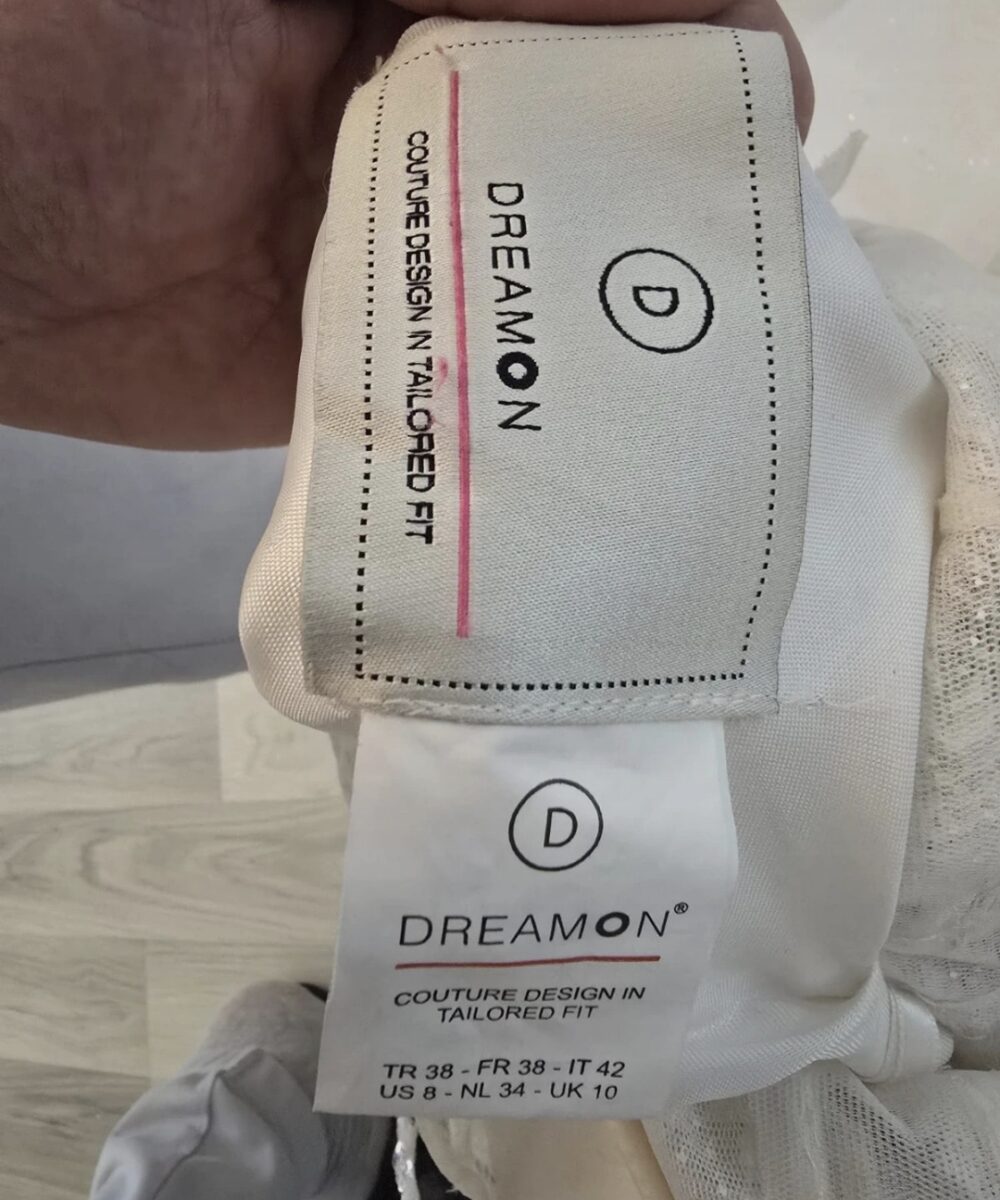 D
DREAMON
COUTURE DESIGN IN TAILORED FIT
D
DREAMON®
COUTURE DESIGN IN
TAILORED FIT
TR 38 - FR 38 - IT 42
US 8 - NL 34 - UK 10